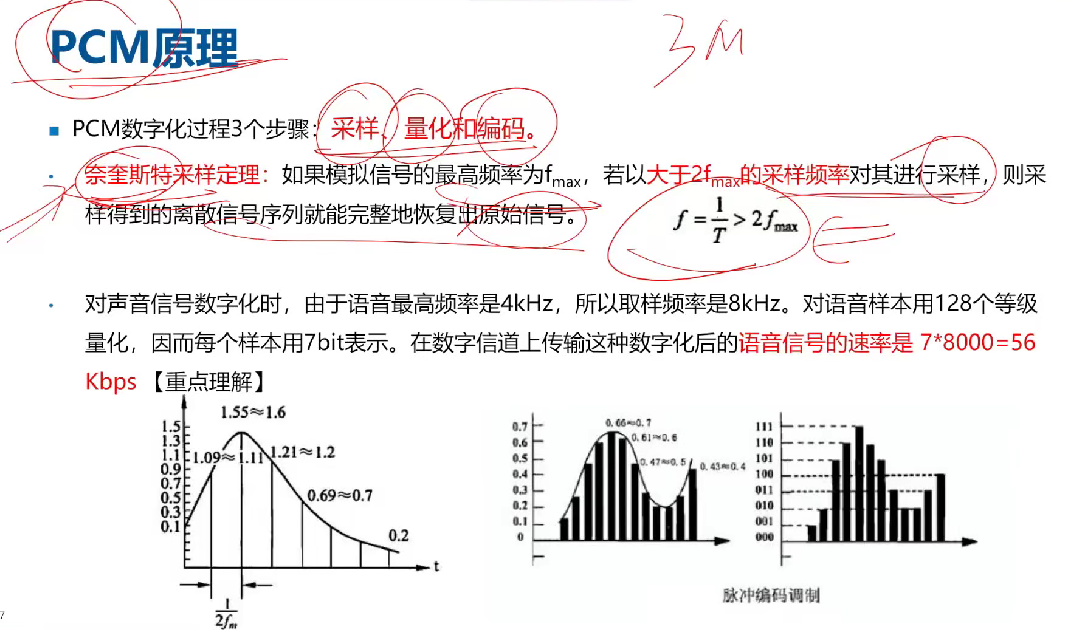 PCM原理
3M
■ PCM数字化过程3个步骤：采样、量化和编码。
• 奈奎斯特采样定理：如果模拟信号的最高频率为fmax，若以大于2fmax的采样频率对其进行采样，则采
样得到的离散信号序列就能完整地恢复出原始信号。
f = 1/T > 2fmax
• 对声音信号数字化时，由于语音最高频率是4kHz，所以取样频率是8kHz。对语音样本用128个等级
量化，因而每个样本用7bit表示。在数字信道上传输这种数字化后的语音信号的速率是 7*8000=56
Kbps 【重点理解】
1.55≈1.6
1.5
1.3
1.1
0.9
0.7
0.5
0.3
0.1
1.09≈1.11
1.21≈1.2
0.69≈0.7
0.2
t
1/2fm
0.7
0.6
0.5
0.4
0.3
0.2
0.1
0
0.66≈0.7
0.61≈0.6
0.47≈0.5
0.43≈0.4
111
110
101
100
011
010
001
000
脉冲编码调制
7